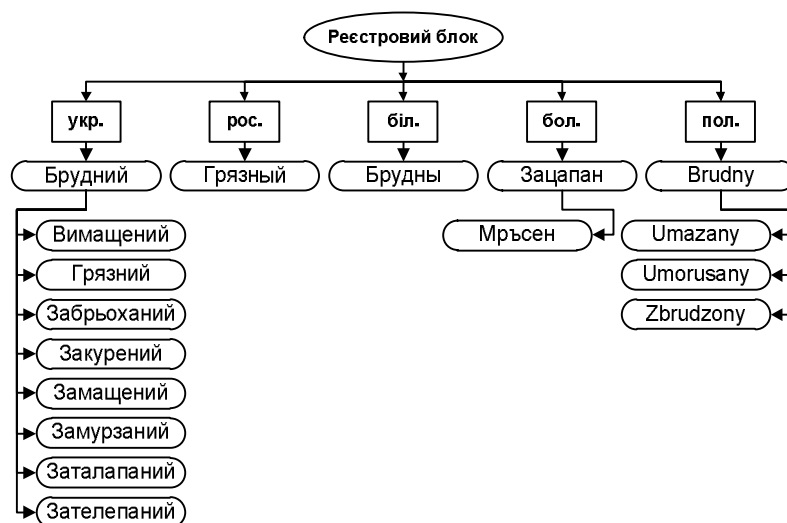 Реєстровий блок
укр.
рос.
біл.
бол.
пол.
Брудний
Грязный
Брудны
Зацапан
Brudny
Вимащений
Мръсен
Umazany
Грязний
Umorusany
Забрьоханий
Zbrudzony
Закурений
Замащений
Замурзаний
Заталапаний
Зателепаний